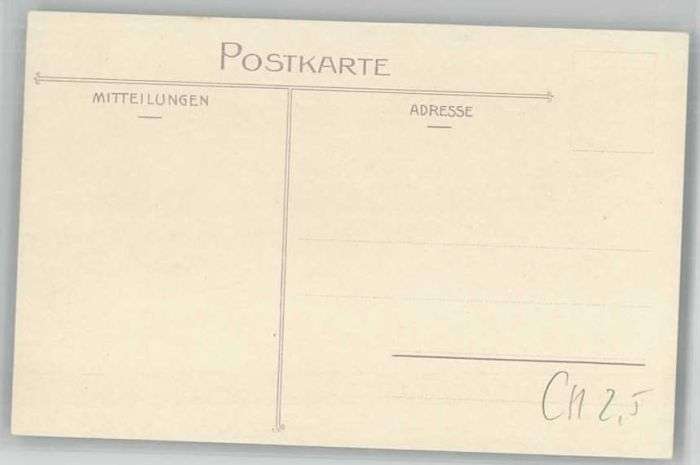 POSTKARTE
MITTEILUNGEN
ADRESSE
CH 2,5